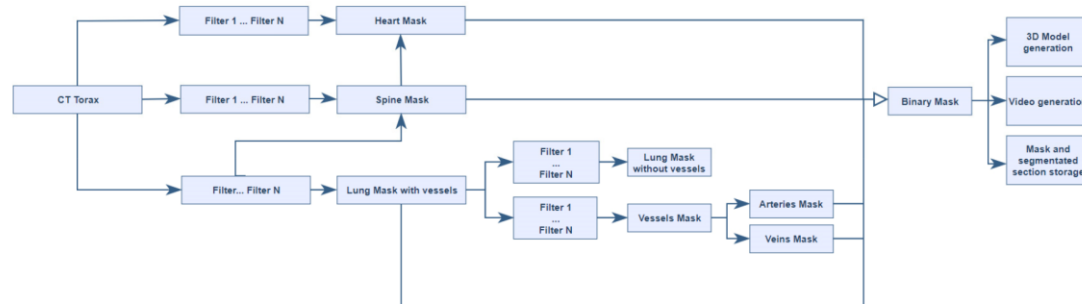 Filter 1 ... Filter N
Heart Mask
3D Model
generation
CT Torax
Filter 1 ... Filter N
Spine Mask
Binary Mask
Video generation
Filter 1
...
Filter N
Lung Mask
without vessels
Mask and
segmentated
section storage
Filter... Filter N
Lung Mask with vessels
Filter 1
...
Filter N
Vessels Mask
Arteries Mask
Veins Mask